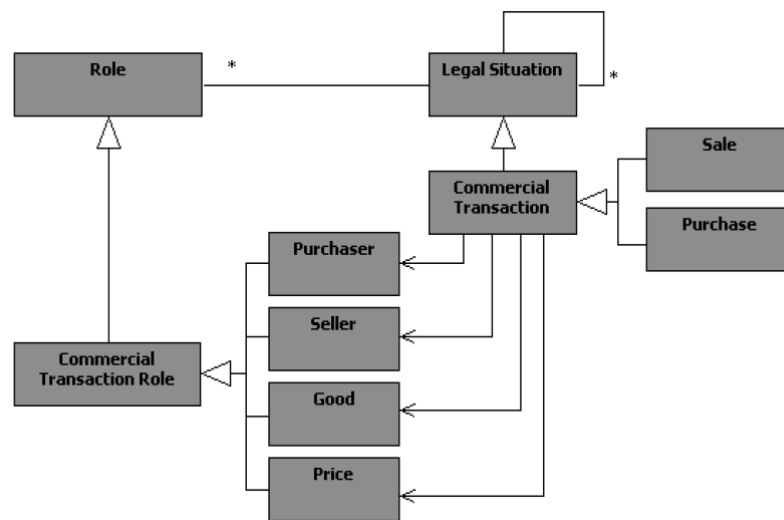 Role
*
Legal Situation
*
Sale
Commercial
Transaction
Purchase
Purchaser
Seller
Commercial
Transaction Role
Good
Price